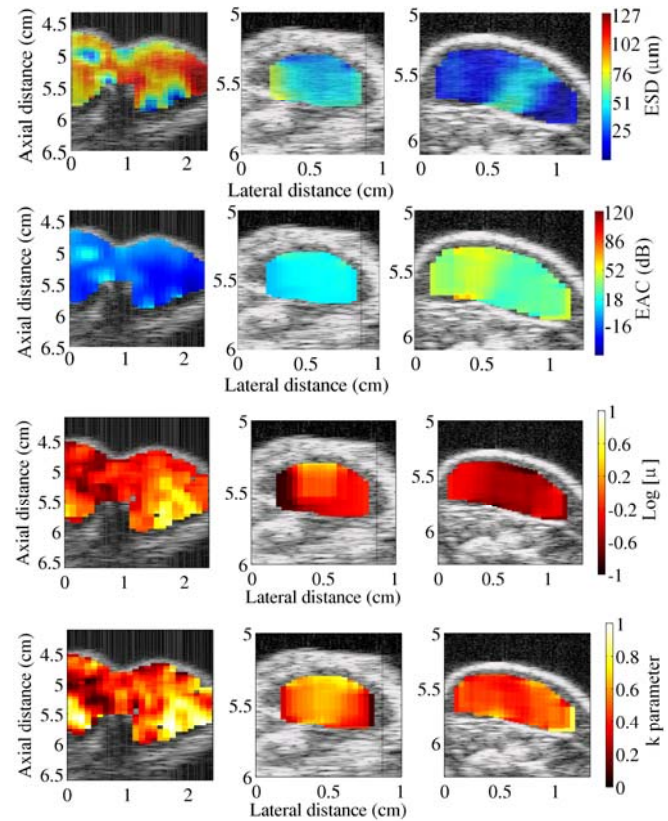 Axial distance (cm)
4.5
5
5.5
6
6.5
0 1 2
5
5.5
6
0 0.5 1
Lateral distance (cm)
5
5.5
6
0 0.5 1
127
102
76
51
25
ESD (µm)
Axial distance (cm)
4.5
5
5.5
6
6.5
0 1 2
5
5.5
6
0 0.5 1
Lateral distance (cm)
5
5.5
6
0 0.5 1
120
86
52
18
-16
EAC (dB)
Axial distance (cm)
4.5
5
5.5
6
6.5
0 1 2
5
5.5
6
0 0.5 1
Lateral distance (cm)
5
5.5
6
0 0.5 1
1
0.6
0.2
-0.2
-0.6
-1
Log [µ]
Axial distance (cm)
4.5
5
5.5
6
6.5
0 1 2
5
5.5
6
0 0.5 1
Lateral distance (cm)
5
5.5
6
0 0.5 1
1
0.8
0.6
0.4
0.2
0
k parameter